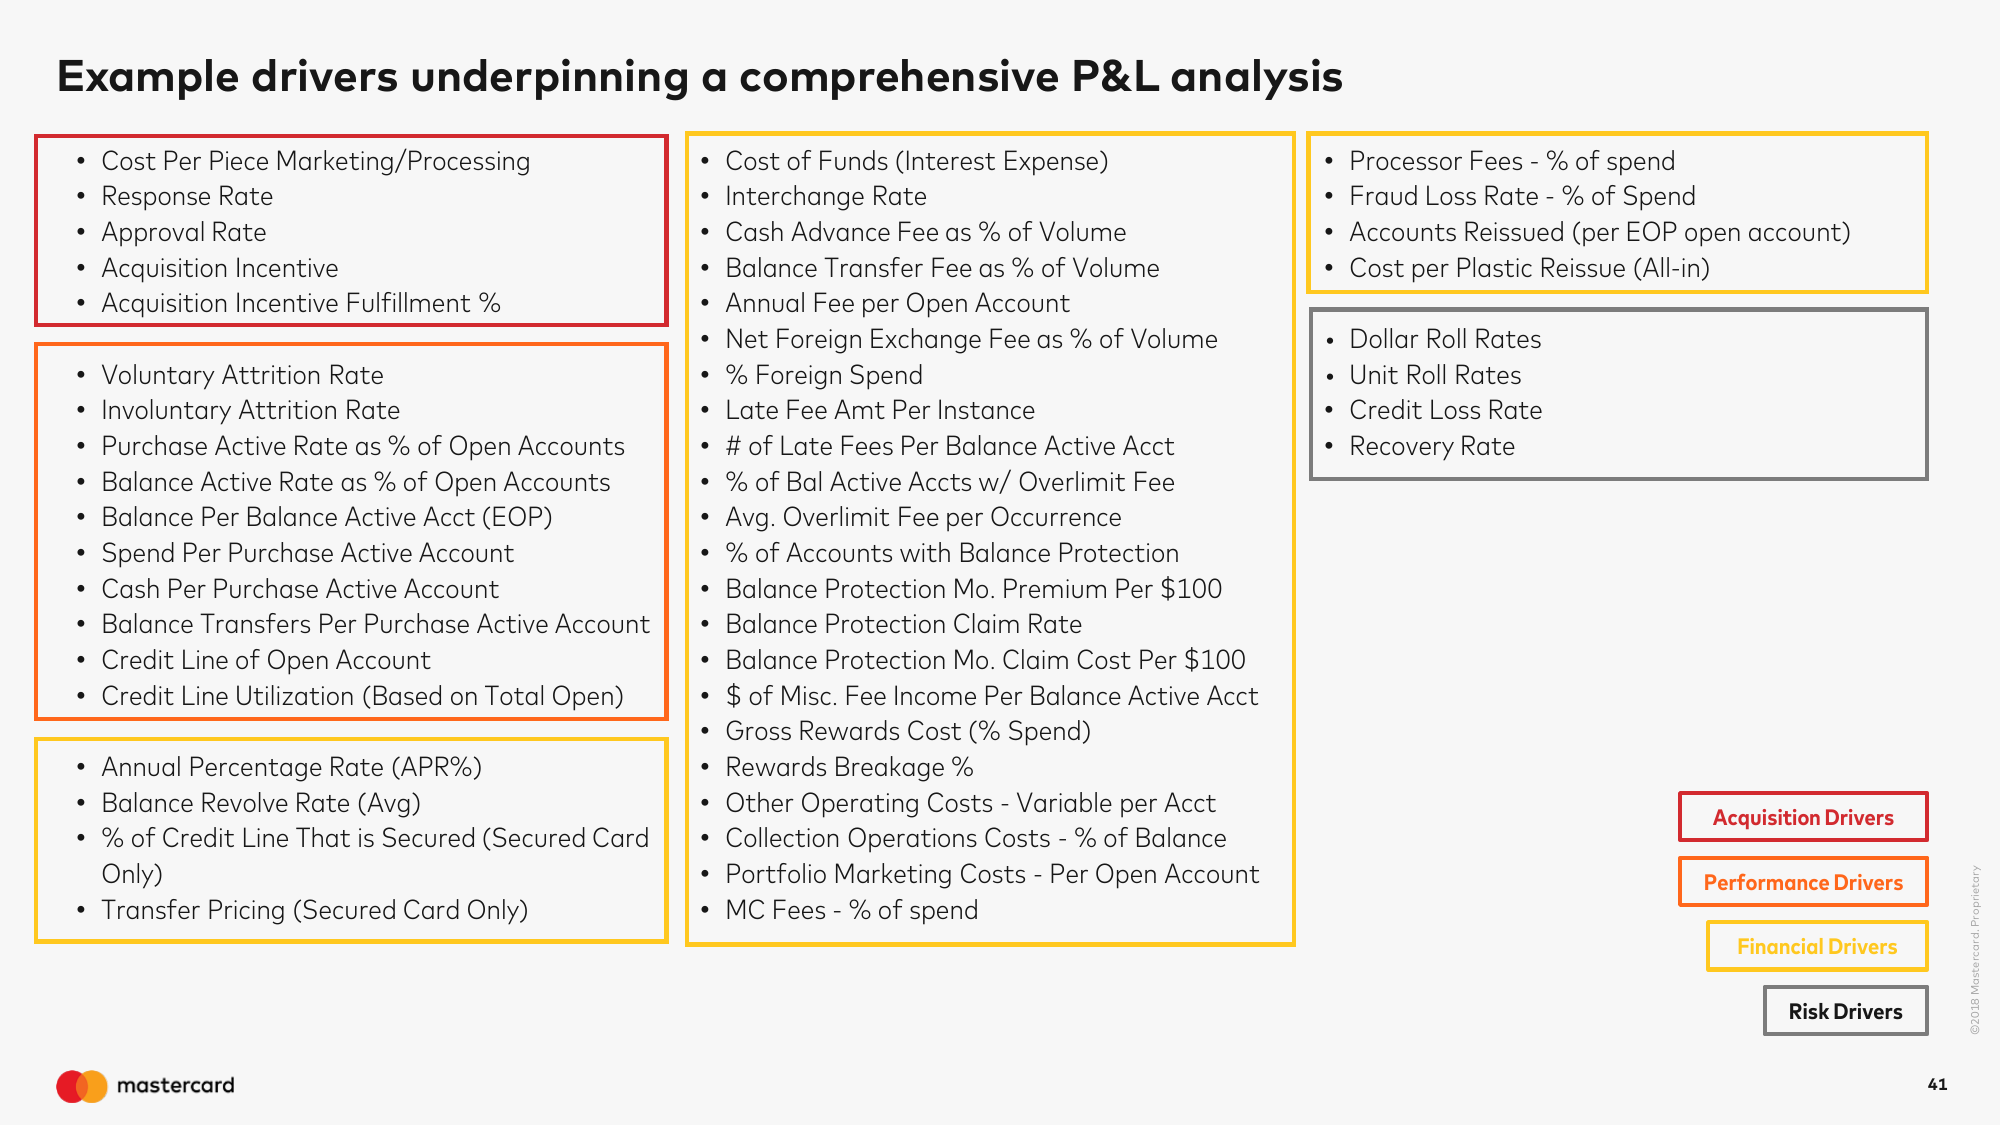 Example drivers underpinning a comprehensive P&L analysis
• Cost Per Piece Marketing/Processing
• Response Rate
• Approval Rate
• Acquisition Incentive
• Acquisition Incentive Fulfillment %
• Voluntary Attrition Rate
• Involuntary Attrition Rate
• Purchase Active Rate as % of Open Accounts
• Balance Active Rate as % of Open Accounts
• Balance Per Balance Active Acct (EOP)
• Spend Per Purchase Active Account
• Cash Per Purchase Active Account
• Balance Transfers Per Purchase Active Account
• Credit Line of Open Account
• Credit Line Utilization (Based on Total Open)
• Annual Percentage Rate (APR%)
• Balance Revolve Rate (Avg)
• % of Credit Line That is Secured (Secured Card
Only)
• Transfer Pricing (Secured Card Only)
• Cost of Funds (Interest Expense)
• Interchange Rate
• Cash Advance Fee as % of Volume
• Balance Transfer Fee as % of Volume
• Annual Fee per Open Account
• Net Foreign Exchange Fee as % of Volume
• % Foreign Spend
• Late Fee Amt Per Instance
• # of Late Fees Per Balance Active Acct
• % of Bal Active Accts w/ Overlimit Fee
• Avg. Overlimit Fee per Occurrence
• % of Accounts with Balance Protection
• Balance Protection Mo. Premium Per $100
• Balance Protection Claim Rate
• Balance Protection Mo. Claim Cost Per $100
• $ of Misc. Fee Income Per Balance Active Acct
• Gross Rewards Cost (% Spend)
• Rewards Breakage %
• Other Operating Costs - Variable per Acct
• Collection Operations Costs - % of Balance
• Portfolio Marketing Costs - Per Open Account
• MC Fees - % of spend
• Processor Fees - % of spend
• Fraud Loss Rate - % of Spend
• Accounts Reissued (per EOP open account)
• Cost per Plastic Reissue (All-in)
• Dollar Roll Rates
• Unit Roll Rates
• Credit Loss Rate
• Recovery Rate
Acquisition Drivers
Performance Drivers
Financial Drivers
Risk Drivers
©2018 Mastercard. Proprietary
mastercard
41